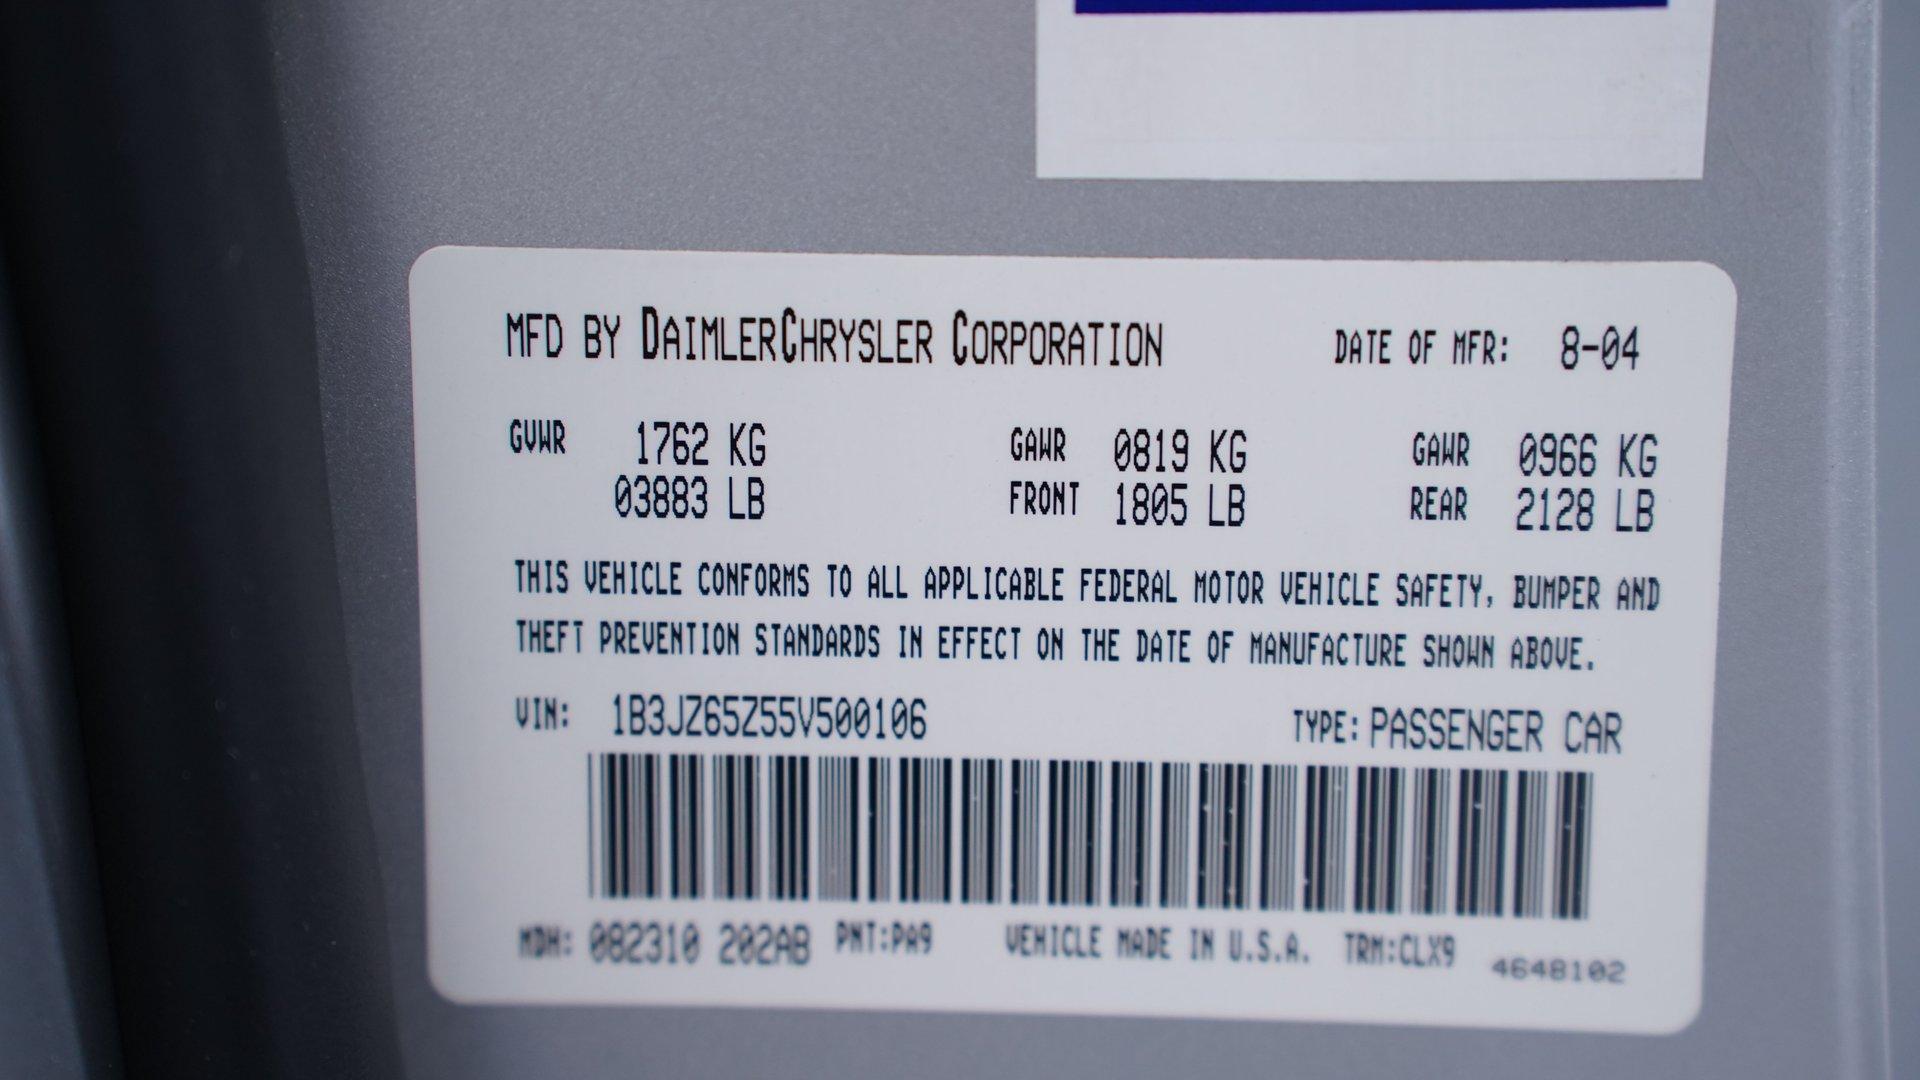 MFD BY DAIMLERCHRYSLER CORPORATION DATE OF MFR: 8-04
GVWR 1762 KG GAWR 0819 KG GAWR 0966 KG
03883 LB FRONT 1805 LB REAR 2128 LB
THIS VEHICLE CONFORMS TO ALL APPLICABLE FEDERAL MOTOR VEHICLE SAFETY, BUMPER AND
THEFT PREVENTION STANDARDS IN EFFECT ON THE DATE OF MANUFACTURE SHOWN ABOVE.
VIN: 1B3JZ65Z55V500106 TYPE: PASSENGER CAR
MDH: 082310 202AB PNT:PA9 VEHICLE MADE IN U.S.A. TRM:CLX9 4648102